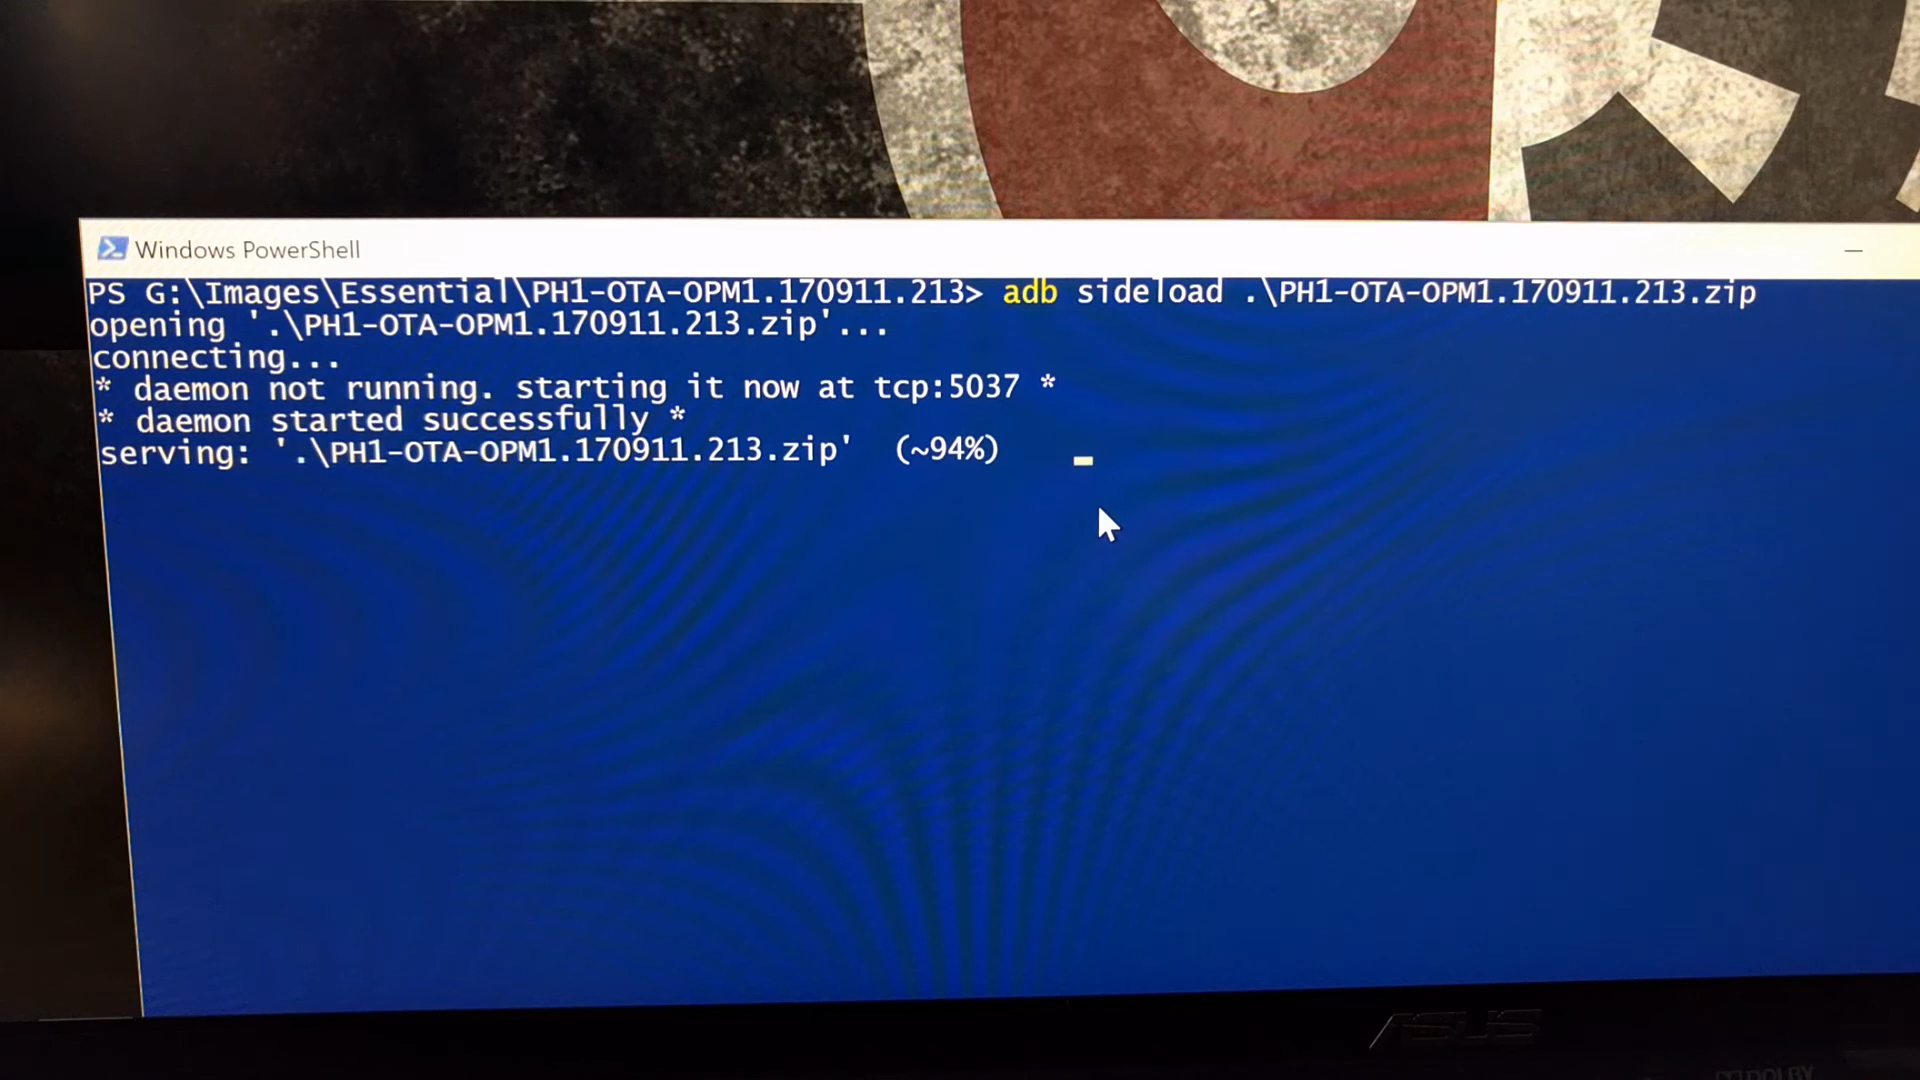 Windows PowerShell
PS G:\Images\Essential\PH1-OTA-OPM1.170911.213> adb sideload .\PH1-OTA-OPM1.170911.213.zip
opening '.\PH1-OTA-OPM1.170911.213.zip'...
connecting...
* daemon not running. starting it now at tcp:5037 *
* daemon started successfully *
serving: '.\PH1-OTA-OPM1.170911.213.zip'  (~94%)
ASUS
DOLBY